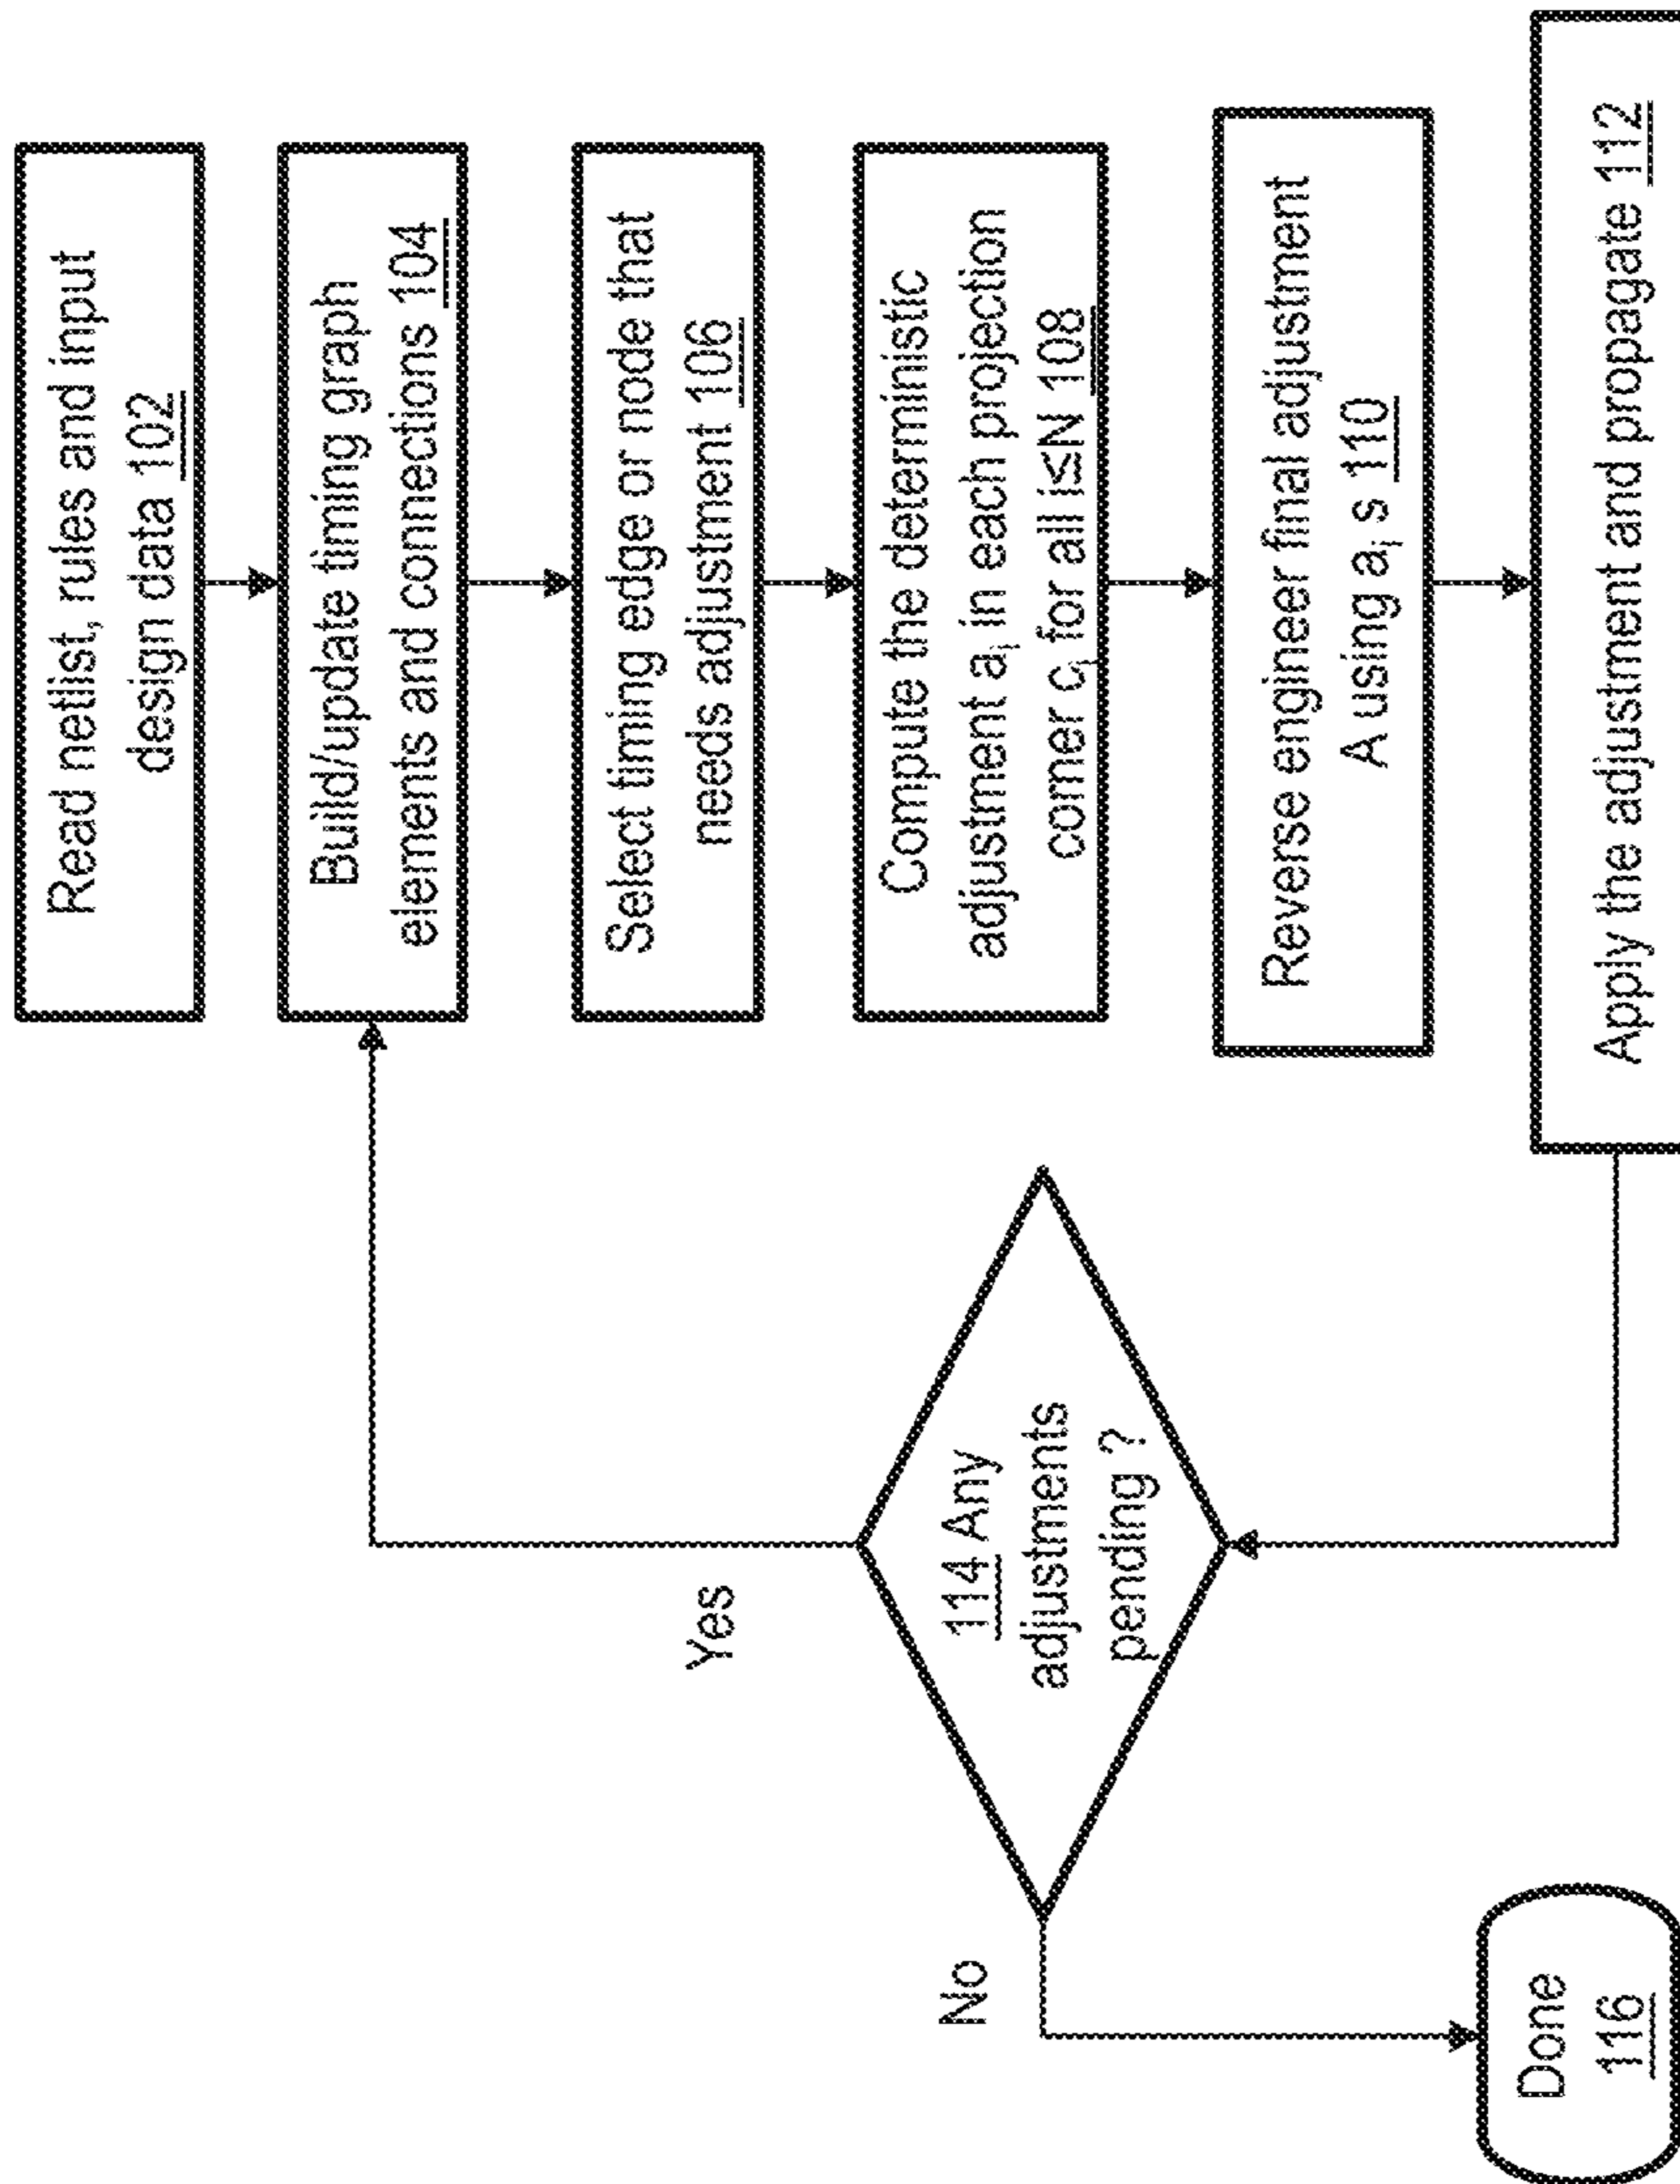 Read netlist, rules and input
design data 102
Build/update timing graph
elements and connections 104
Select timing edge or node that
needs adjustment 106
Compute the deterministic
adjustment aᵢ in each projection
corner cᵢ for all i≤N 108
Reverse engineer final adjustment
A using aᵢ s 110
Apply the adjustment and propagate 112
114 Any
adjustments
pending ?
Yes
No
Done
116